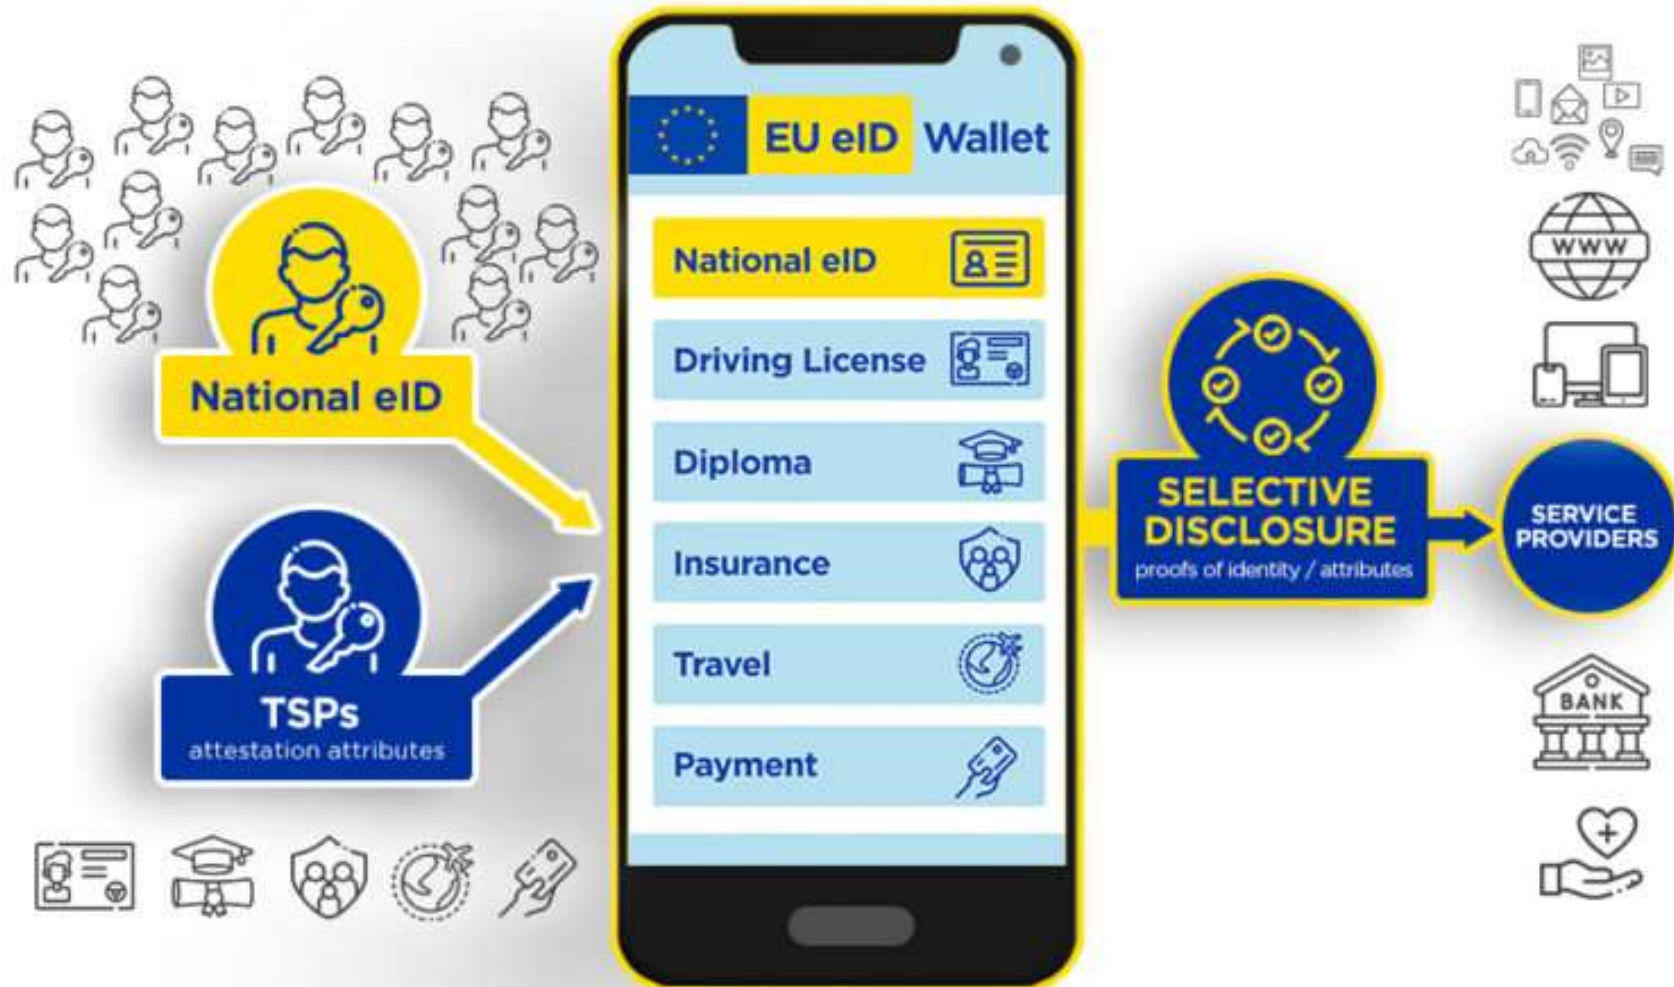 EU eID Wallet
National eID
Driving License
Diploma
Insurance
Travel
Payment
National eID
TSPs
attestation attributes
SELECTIVE
DISCLOSURE
proofs of identity / attributes
SERVICE
PROVIDERS
WWW
BANK